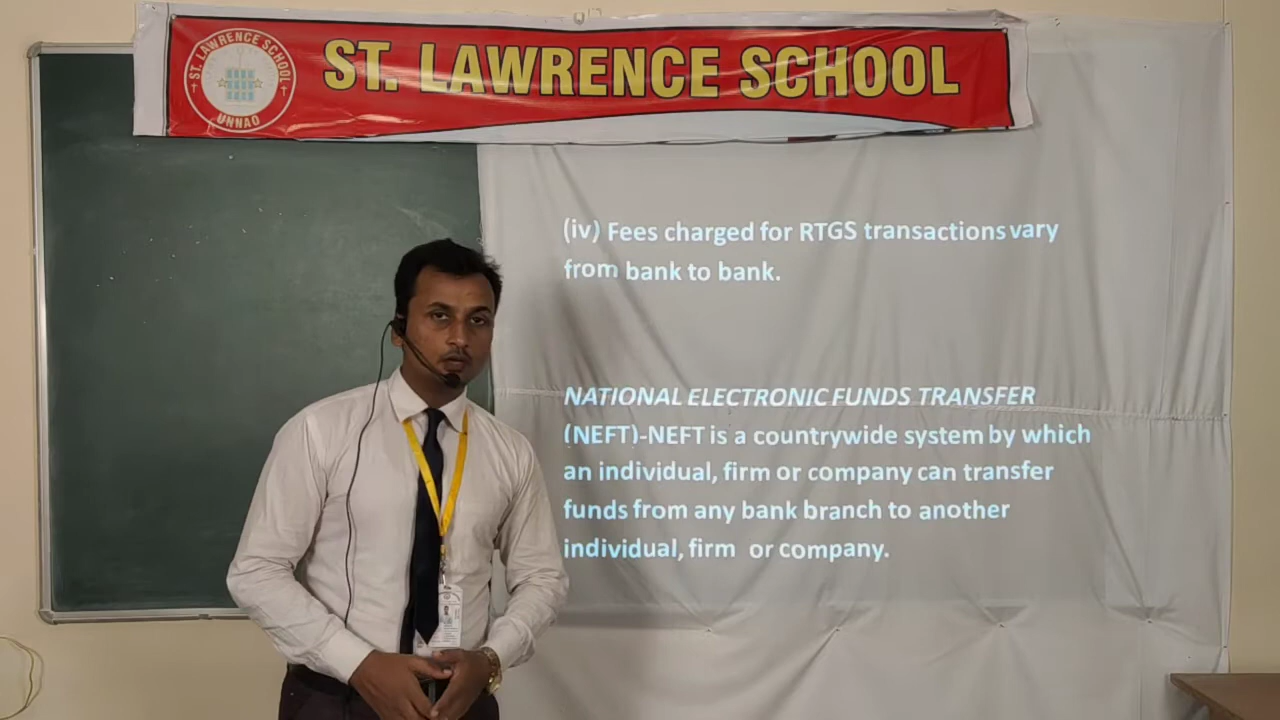 ST. LAWRENCE SCHOOL
ST. LAWRENCE SCHOOL
UNNAO
(iv) Fees charged for RTGS transactions vary
from bank to bank.
NATIONAL ELECTRONIC FUNDS TRANSFER
(NEFT)-NEFT is a countrywide system by which
an individual, firm or company can transfer
funds from any bank branch to another
individual, firm or company.